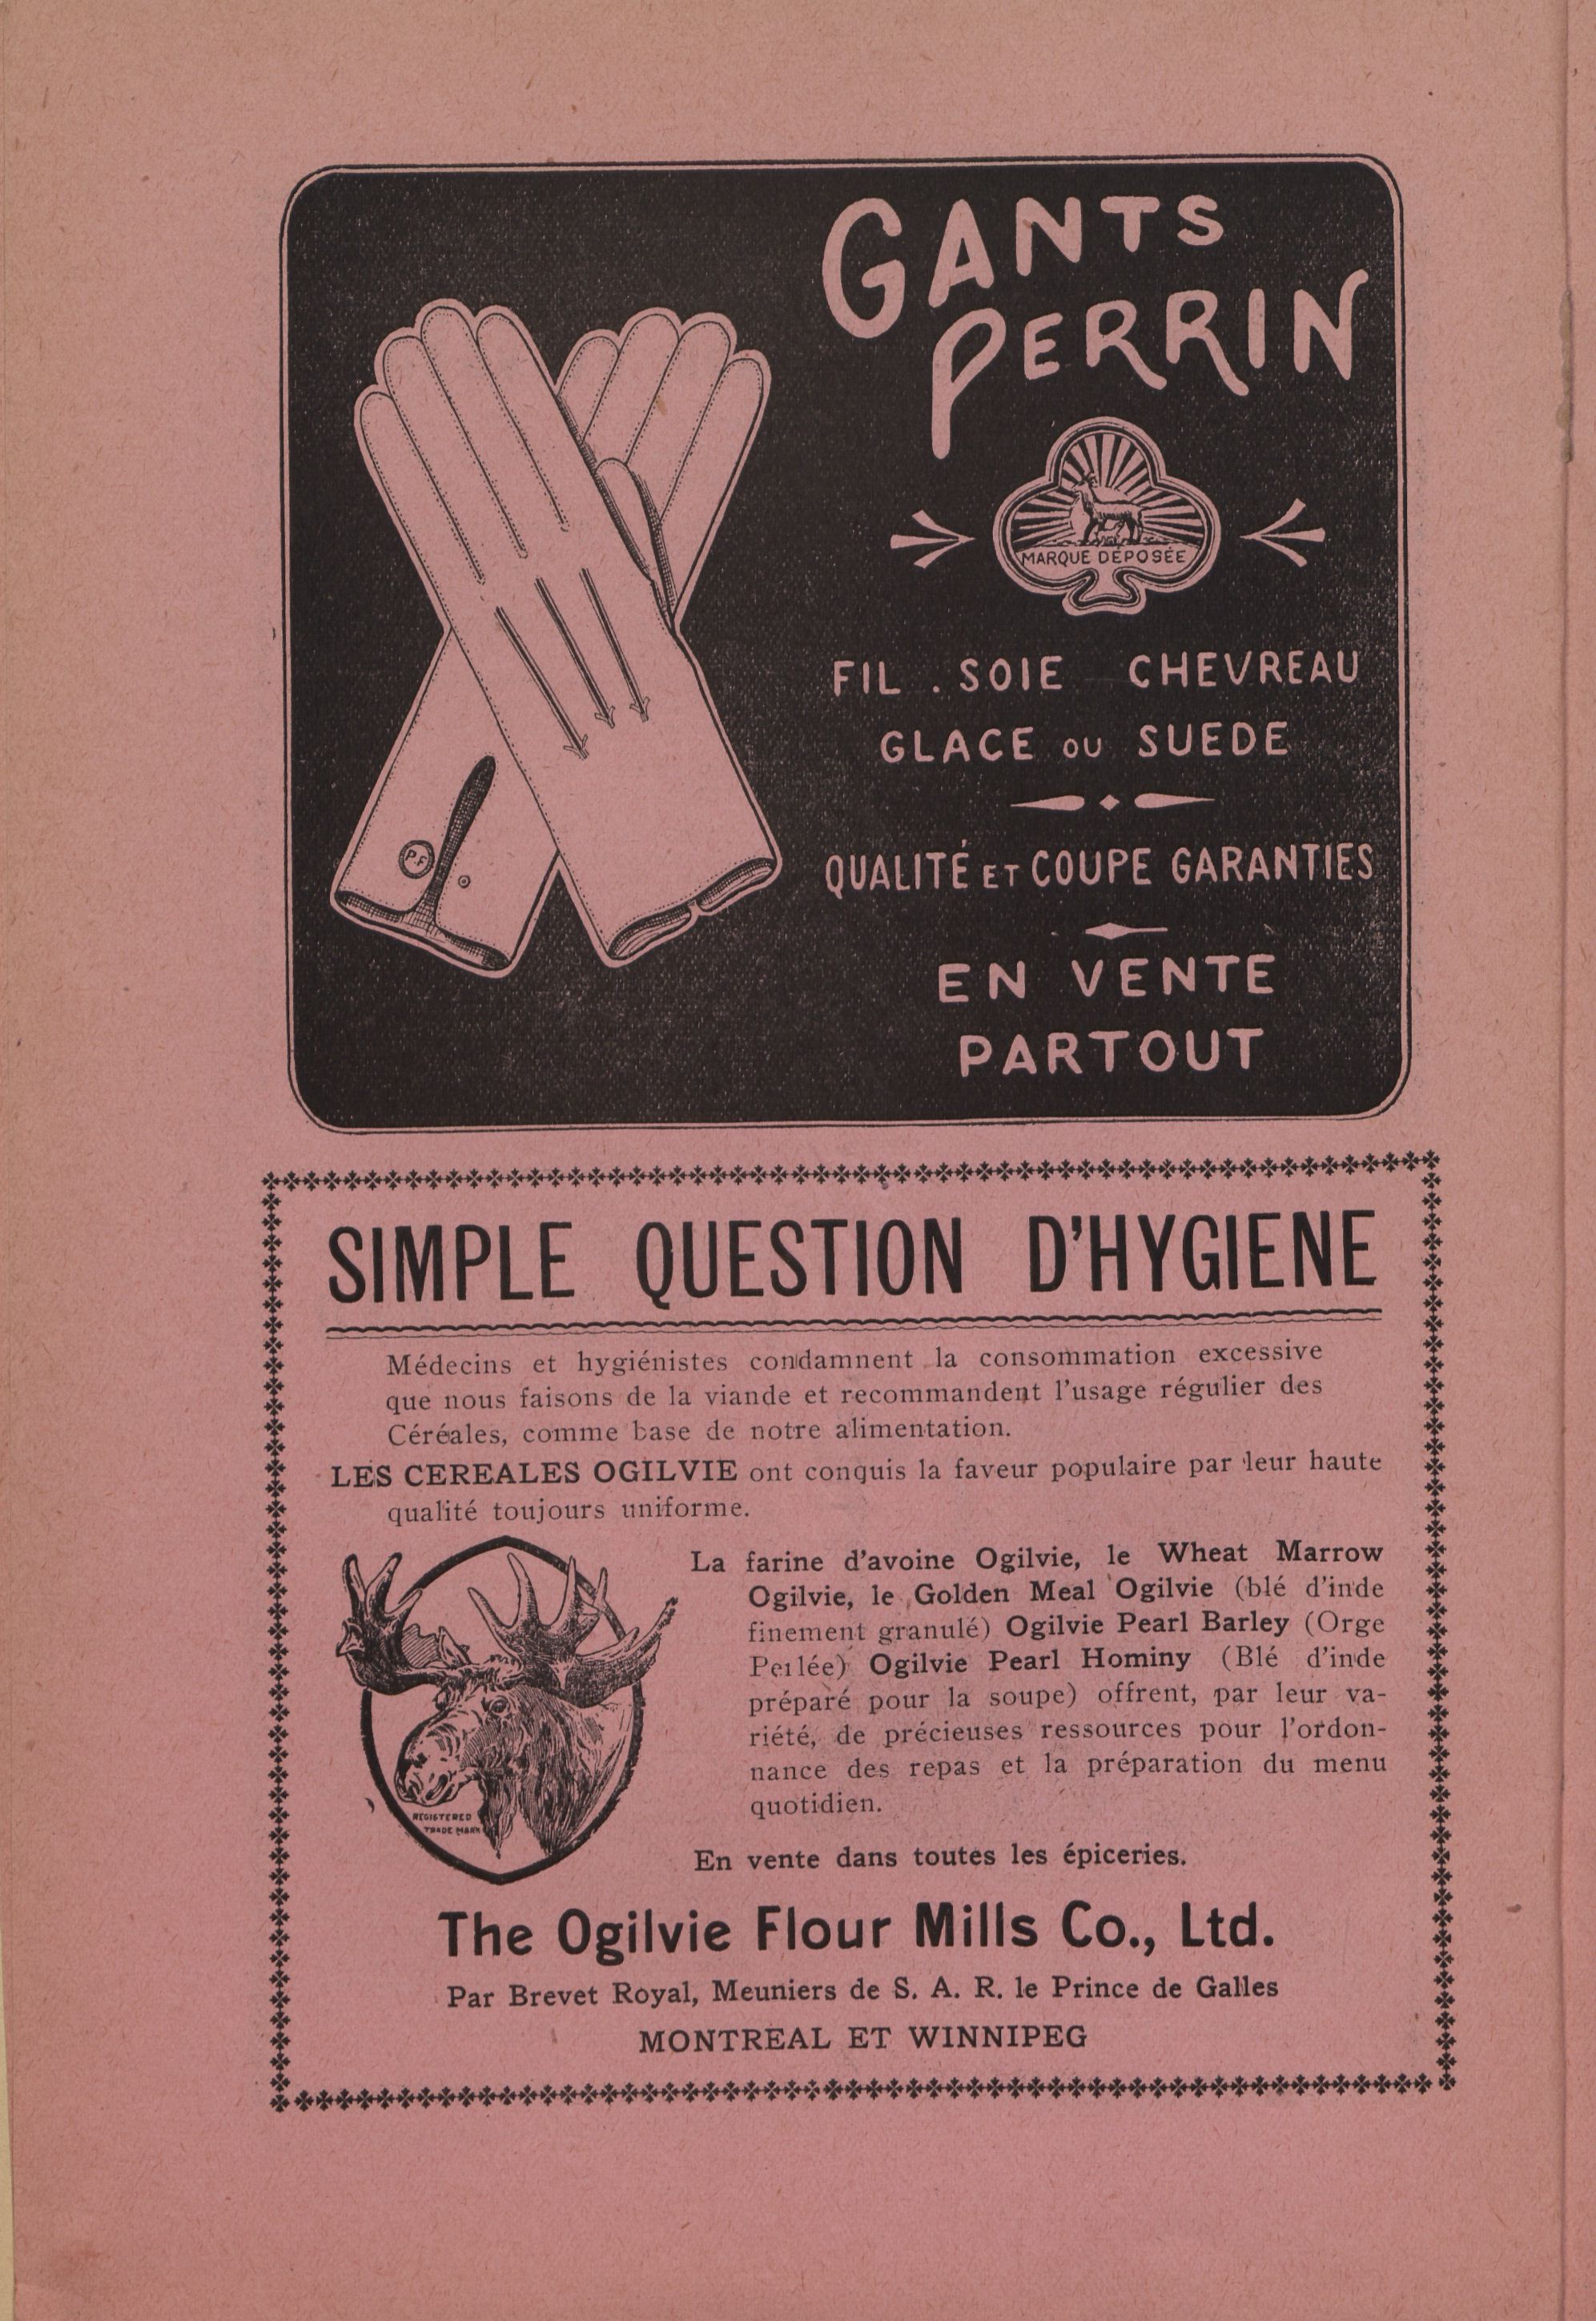 GANTS
PERRIN
MARQUE DÉPOSÉE
FIL . SOIE CHEVREAU
GLACE OU SUEDE
P.F
QUALITÉ ET COUPE GARANTIES
EN VENTE
PARTOUT
SIMPLE QUESTION D'HYGIENE
Médecins et hygiénistes condamnent la consommation excessive
que nous faisons de la viande et recommandent l'usage régulier des
Céréales, comme base de notre alimentation.
LES CEREALES OGILVIE ont conquis la faveur populaire par leur haute
qualité toujours uniforme.
La farine d'avoine Ogilvie, le Wheat Marrow
Ogilvie, le Golden Meal Ogilvie (blé d'inde
finement granulé) Ogilvie Pearl Barley (Orge
Perlée) Ogilvie Pearl Hominy (Blé d'inde
préparé pour la soupe) offrent, par leur va-
riété, de précieuses ressources pour l'ordon-
nance des repas et la préparation du menu
quotidien.
REGISTERED
TRADE MARK
En vente dans toutes les épiceries.
The Ogilvie Flour Mills Co., Ltd.
Par Brevet Royal, Meuniers de S. A. R. le Prince de Galles
MONTREAL ET WINNIPEG